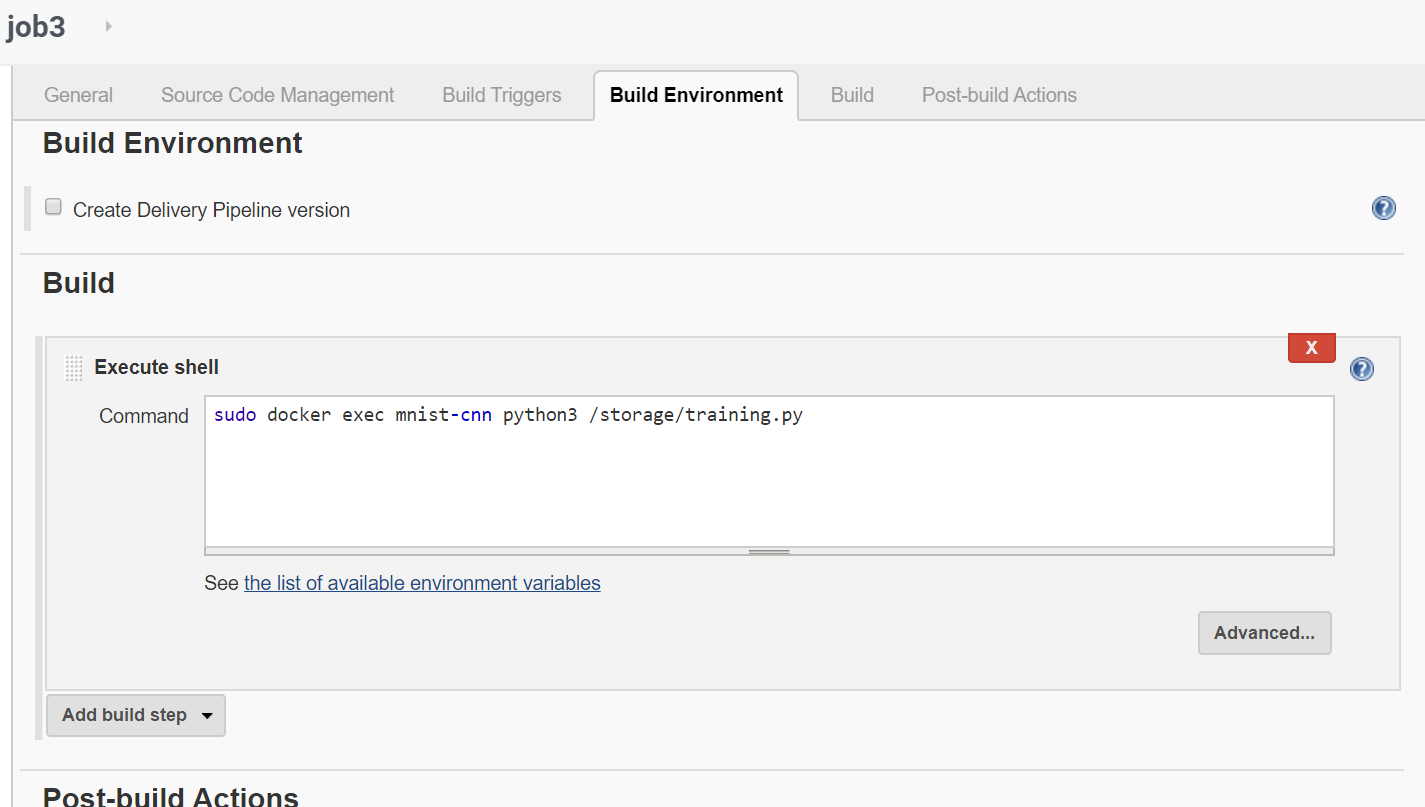 job3
General Source Code Management Build Triggers Build Environment Build Post-build Actions
Build Environment
Create Delivery Pipeline version
?
Build
X
Execute shell
?
Command sudo docker exec mnist-cnn python3 /storage/training.py
See the list of available environment variables
Advanced...
Add build step
Post-build Actions